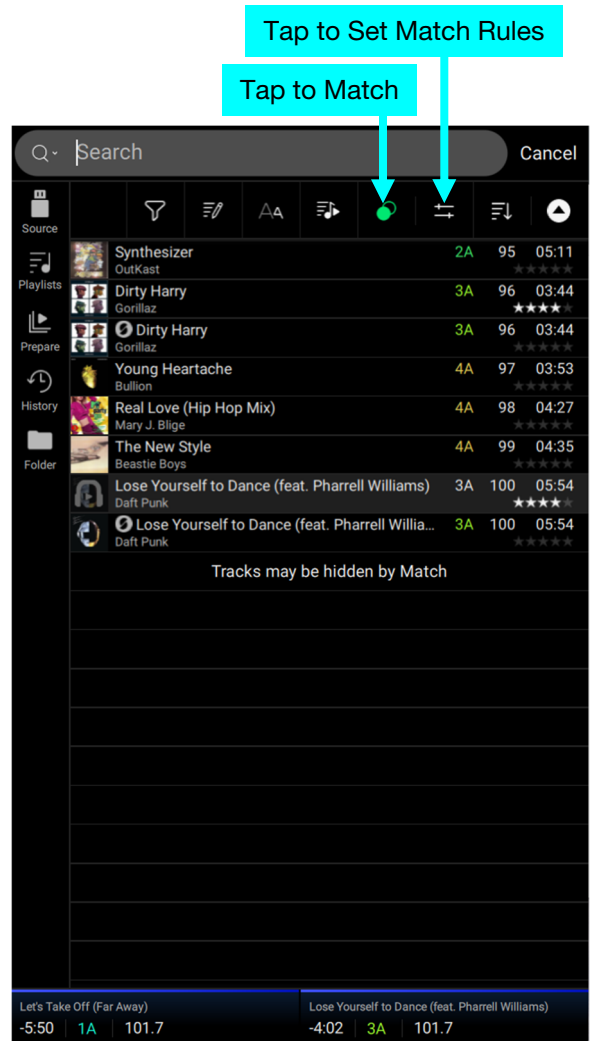 Tap to Set Match Rules
Tap to Match
Search
Cancel
Source
Playlists
Prepare
History
Folder
AA
Synthesizer 2A 95 05:11
OutKast
Dirty Harry 3A 96 03:44
Gorillaz
Dirty Harry 3A 96 03:44
Gorillaz
Young Heartache 4A 97 03:53
Bullion
Real Love (Hip Hop Mix) 4A 98 04:27
Mary J. Blige
The New Style 4A 99 04:35
Beastie Boys
Lose Yourself to Dance (feat. Pharrell Williams) 3A 100 05:54
Daft Punk
Lose Yourself to Dance (feat. Pharrell Willia... 3A 100 05:54
Daft Punk
Tracks may be hidden by Match
Let's Take Off (Far Away)
-5:50 1A 101.7
Lose Yourself to Dance (feat. Pharrell Williams)
-4:02 3A 101.7